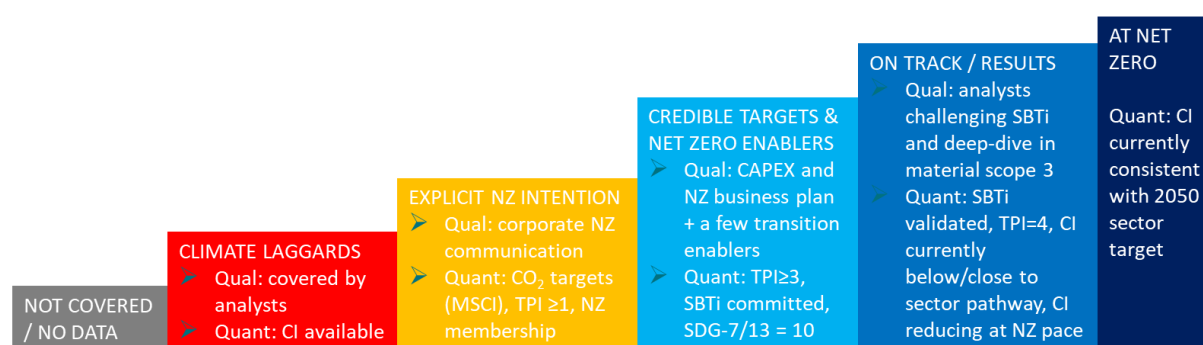 NOT COVERED
/ NO DATA
CLIMATE LAGGARDS
➢ Qual: covered by
analysts
➢ Quant: CI available
EXPLICIT NZ INTENTION
➢ Qual: corporate NZ
communication
➢ Quant: CO₂ targets
(MSCI), TPI ≥1, NZ
membership
CREDIBLE TARGETS &
NET ZERO ENABLERS
➢ Qual: CAPEX and
NZ business plan
+ a few transition
enablers
➢ Quant: TPI≥3,
SBTi committed,
SDG-7/13 = 10
ON TRACK / RESULTS
➢ Qual: analysts
challenging SBTi
and deep-dive in
material scope 3
➢ Quant: SBTi
validated, TPI=4, CI
currently
below/close to
sector pathway, CI
reducing at NZ pace
AT NET
ZERO
Quant: CI
currently
consistent
with 2050
sector
target